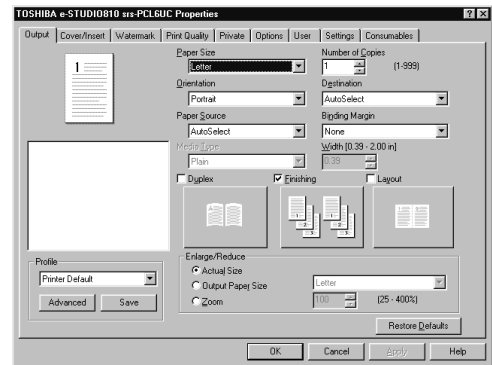 TOSHIBA e-STUDIO810 srs-PCL6UC Properties
Output Cover/Insert Watermark Print Quality Private Options User Settings Consumables
Paper Size Number of Copies
Letter 1 (1-999)
Orientation Destination
Portrait AutoSelect
Paper Source Binding Margin
AutoSelect None
Media Type Width [0.39 - 2.00 in]
Plain 0.39
Duplex Finishing Layout
Profile
Printer Default
Advanced Save
Enlarge/Reduce
Actual Size
Output Paper Size Letter
Zoom 100 (25 - 400%)
Restore Defaults
OK Cancel Apply Help